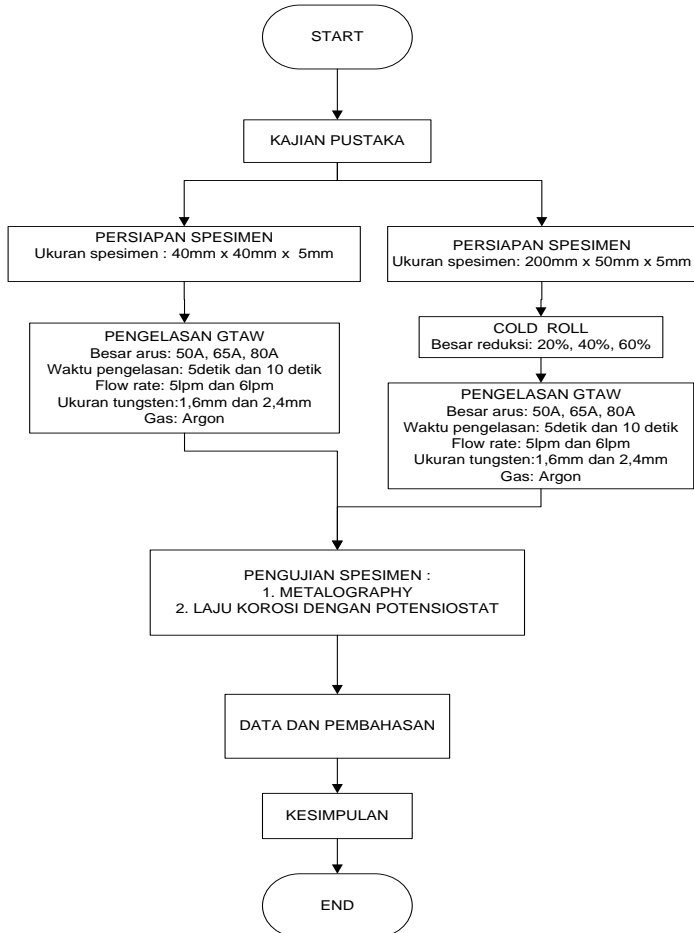 START
KAJIAN PUSTAKA
PERSIAPAN SPESIMEN
Ukuran spesimen : 40mm x 40mm x  5mm
PENGELASAN GTAW
Besar arus: 50A, 65A, 80A
Waktu pengelasan: 5detik dan 10 detik
Flow rate: 5lpm dan 6lpm
Ukuran tungsten:1,6mm dan 2,4mm
Gas: Argon
PERSIAPAN SPESIMEN
Ukuran spesimen: 200mm x 50mm x 5mm
COLD  ROLL
Besar reduksi: 20%, 40%, 60%
PENGELASAN GTAW
Besar arus: 50A, 65A, 80A
Waktu pengelasan: 5detik dan 10 detik
Flow rate: 5lpm dan 6lpm
Ukuran tungsten:1,6mm dan 2,4mm
Gas: Argon
PENGUJIAN SPESIMEN :
1. METALOGRAPHY
2. LAJU KOROSI DENGAN POTENSIOSTAT
DATA DAN PEMBAHASAN
KESIMPULAN
END